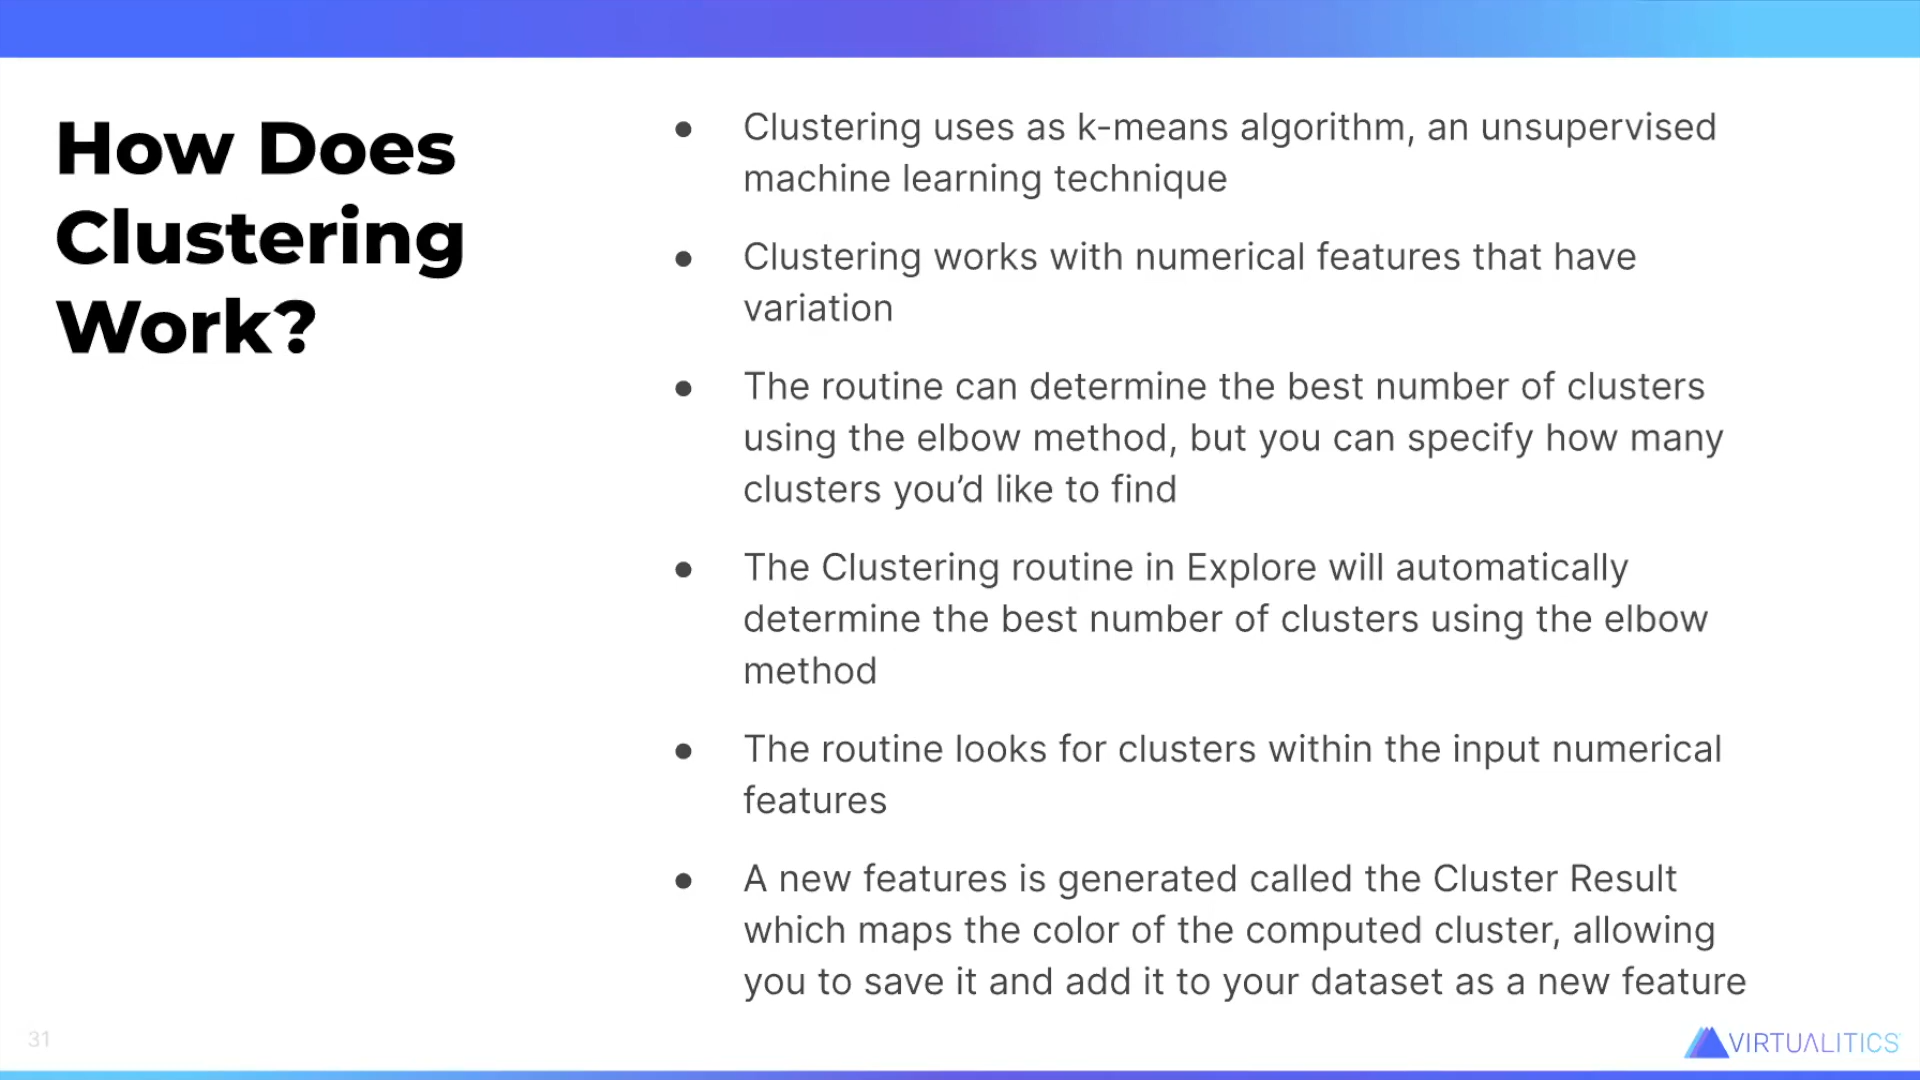 How Does
Clustering
Work?
● Clustering uses as k-means algorithm, an unsupervised
machine learning technique
● Clustering works with numerical features that have
variation
● The routine can determine the best number of clusters
using the elbow method, but you can specify how many
clusters you’d like to find
● The Clustering routine in Explore will automatically
determine the best number of clusters using the elbow
method
● The routine looks for clusters within the input numerical
features
● A new features is generated called the Cluster Result
which maps the color of the computed cluster, allowing
you to save it and add it to your dataset as a new feature
31
VIRTUALITICS